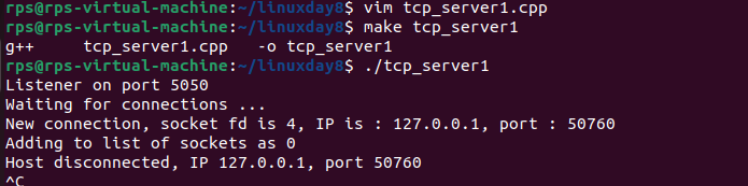 rps@rps-virtual-machine:~/linuxday8$ vim tcp_server1.cpp
rps@rps-virtual-machine:~/linuxday8$ make tcp_server1
g++     tcp_server1.cpp   -o tcp_server1
rps@rps-virtual-machine:~/linuxday8$ ./tcp_server1
Listener on port 5050
Waiting for connections ...
New connection, socket fd is 4, IP is : 127.0.0.1, port : 50760
Adding to list of sockets as 0
Host disconnected, IP 127.0.0.1, port 50760
^C